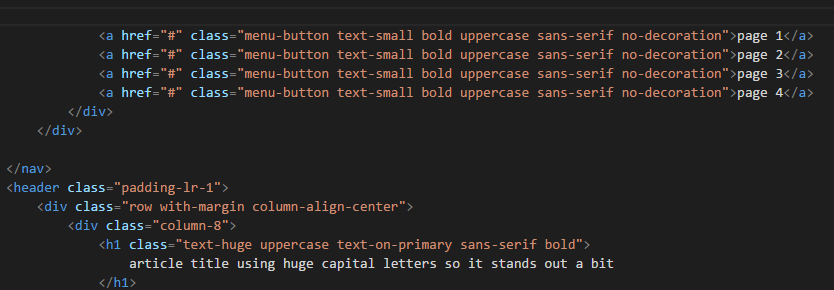 <a href="#" class="menu-button text-small bold uppercase sans-serif no-decoration">page 1</a>
<a href="#" class="menu-button text-small bold uppercase sans-serif no-decoration">page 2</a>
<a href="#" class="menu-button text-small bold uppercase sans-serif no-decoration">page 3</a>
<a href="#" class="menu-button text-small bold uppercase sans-serif no-decoration">page 4</a>
</div>
</div>
</nav>
<header class="padding-lr-1">
<div class="row with-margin column-align-center">
<div class="column-8">
<h1 class="text-huge uppercase text-on-primary sans-serif bold">
article title using huge capital letters so it stands out a bit
</h1>